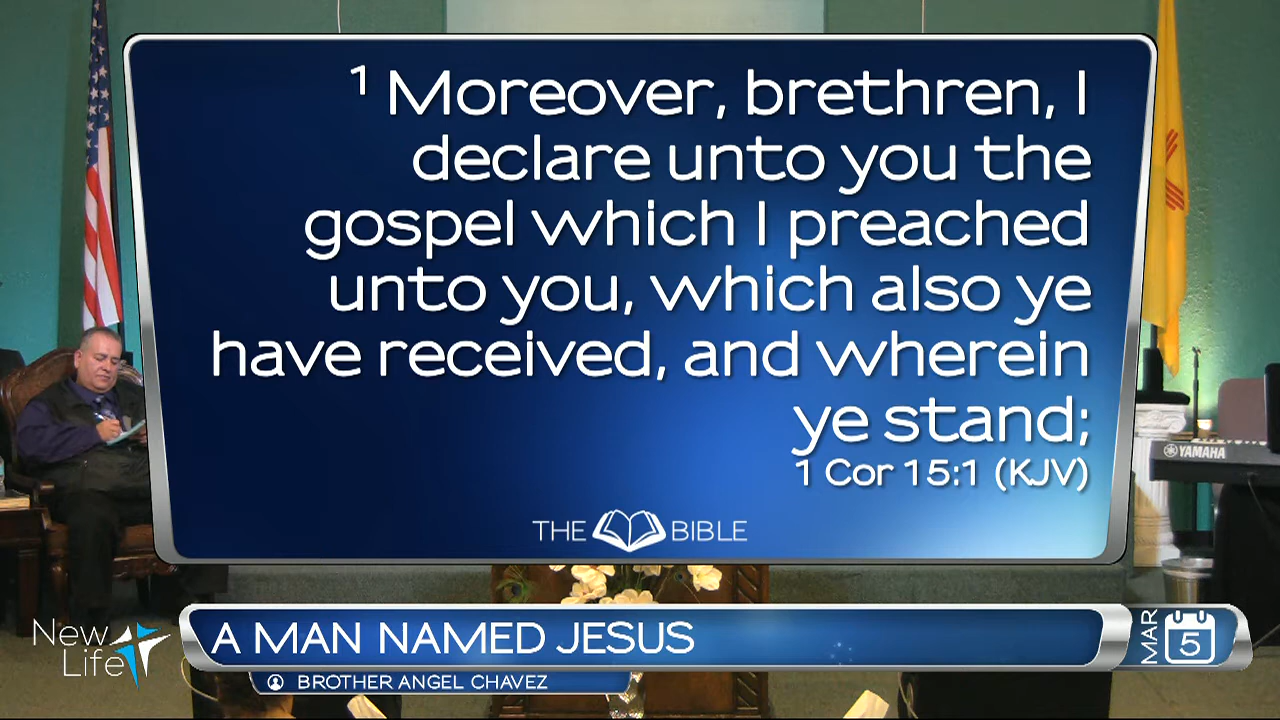 1 Moreover, brethren, I
declare unto you the
gospel which I preached
unto you, which also ye
have received, and wherein
ye stand;
1 Cor 15:1 (KJV)
THE BIBLE
YAMAHA
New
Life
A MAN NAMED JESUS
MAR
5
BROTHER ANGEL CHAVEZ